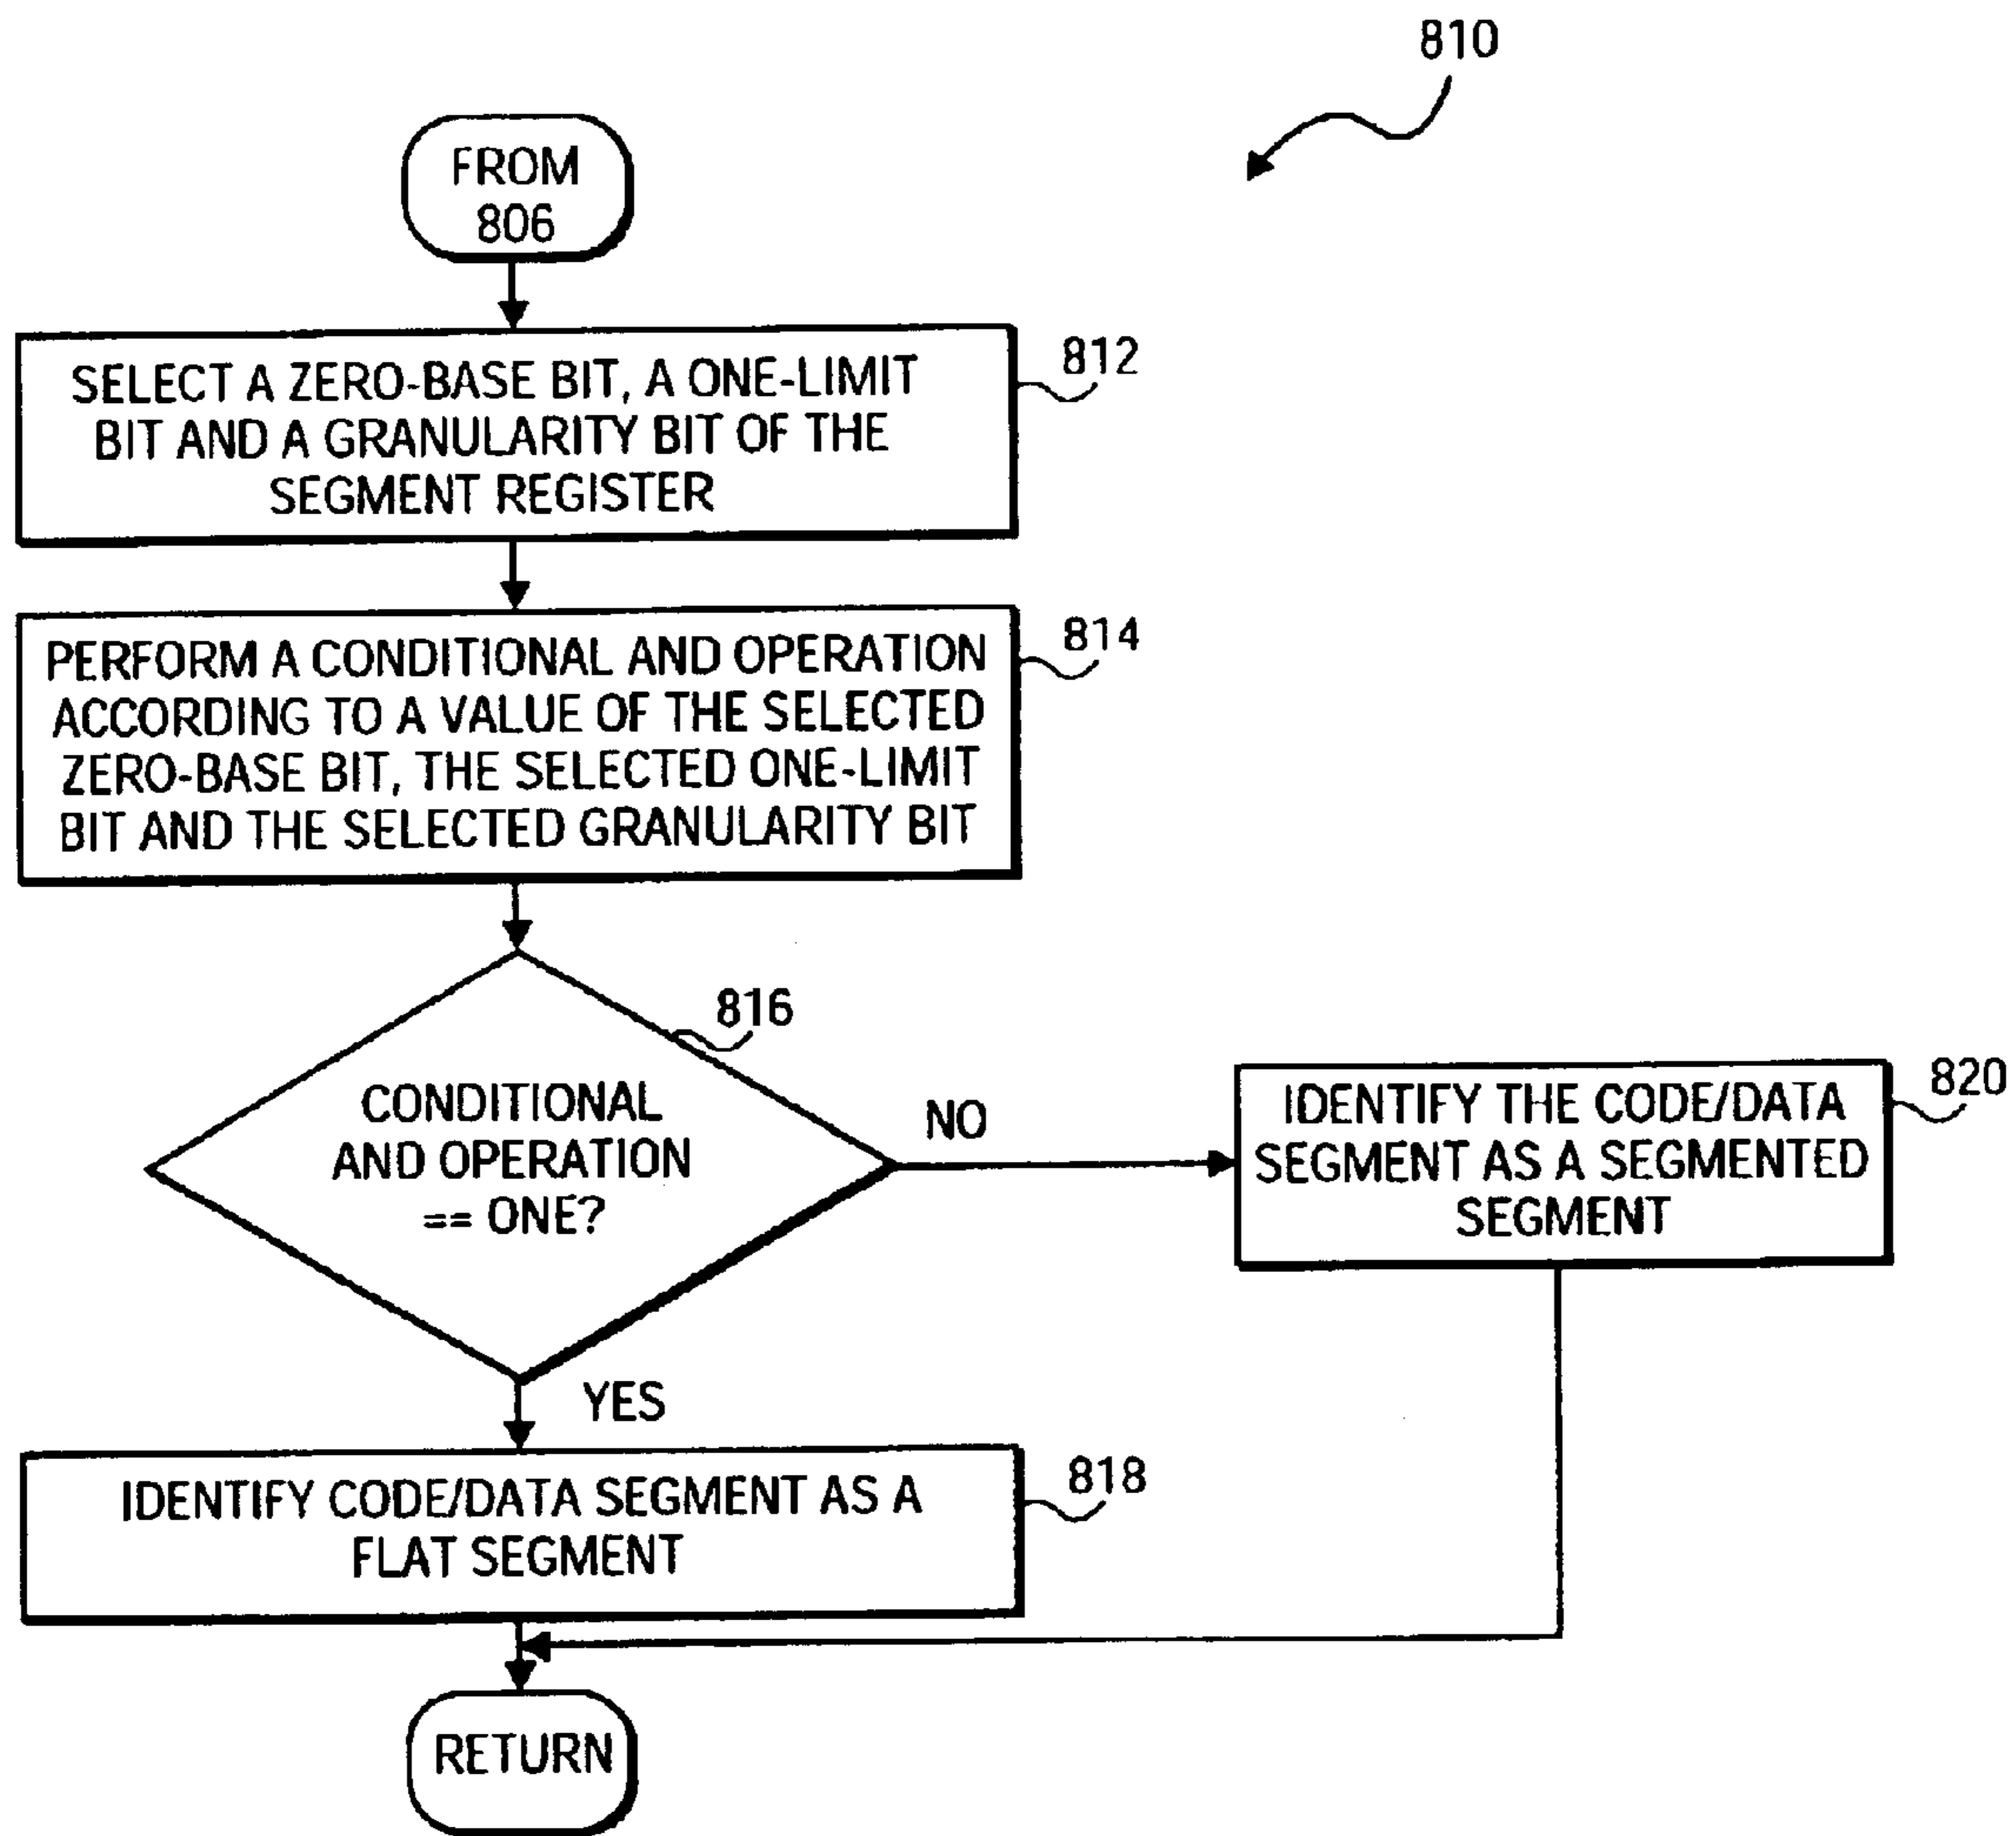 810
FROM
806
812
SELECT A ZERO-BASE BIT, A ONE-LIMIT
BIT AND A GRANULARITY BIT OF THE
SEGMENT REGISTER
814
PERFORM A CONDITIONAL AND OPERATION
ACCORDING TO A VALUE OF THE SELECTED
ZERO-BASE BIT, THE SELECTED ONE-LIMIT
BIT AND THE SELECTED GRANULARITY BIT
816
CONDITIONAL
AND OPERATION
== ONE?
NO
820
IDENTIFY THE CODE/DATA
SEGMENT AS A SEGMENTED
SEGMENT
YES
818
IDENTIFY CODE/DATA SEGMENT AS A
FLAT SEGMENT
RETURN